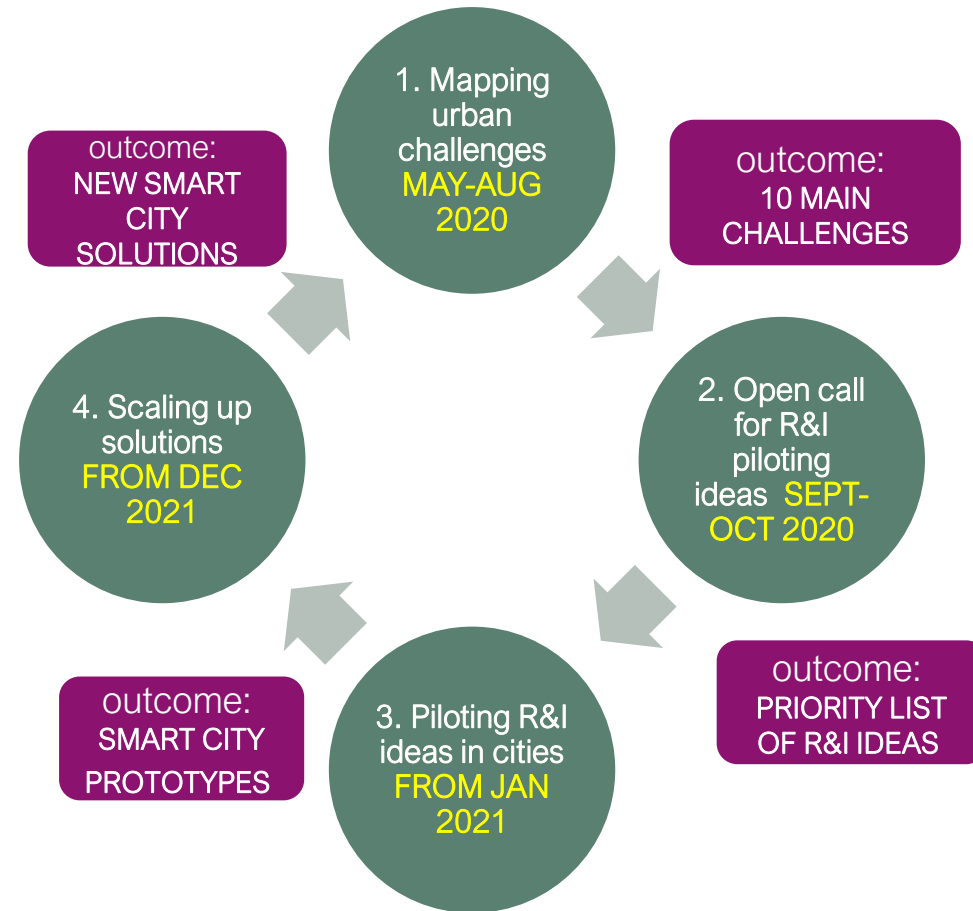 1. Mapping
urban
challenges
MAY-AUG
2020
outcome:
10 MAIN
CHALLENGES
2. Open call
for R&I
piloting
ideas SEPT-
OCT 2020
outcome:
PRIORITY LIST
OF R&I IDEAS
3. Piloting R&I
ideas in cities
FROM JAN
2021
outcome:
SMART CITY
PROTOTYPES
4. Scaling up
solutions
FROM DEC
2021
outcome:
NEW SMART
CITY
SOLUTIONS